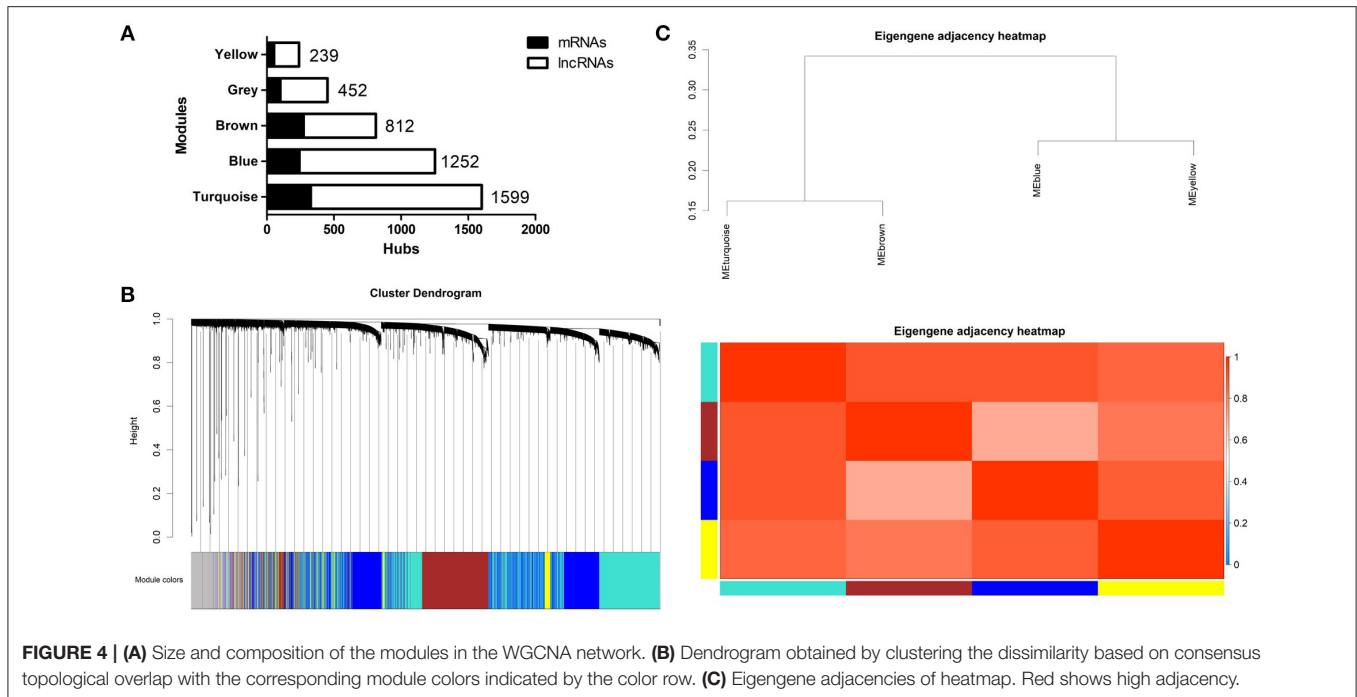 A
mRNAs
lncRNAs
Yellow
239
Grey
452
Brown
812
Blue
1252
Turquoise
1599
Modules
0
500
1000
1500
2000
Hubs
C
Eigengene adjacency heatmap
0.35
0.30
0.25
0.20
0.15
MEturquoise
MEbrown
MEblue
MEyellow
B
Cluster Dendrogram
1.0
0.8
0.6
0.4
0.2
0.0
Height
Module colors
Eigengene adjacency heatmap
1
0.8
0.6
0.4
0.2
0
FIGURE 4 | (A) Size and composition of the modules in the WGCNA network. (B) Dendrogram obtained by clustering the dissimilarity based on consensus
topological overlap with the corresponding module colors indicated by the color row. (C) Eigengene adjacencies of heatmap. Red shows high adjacency.